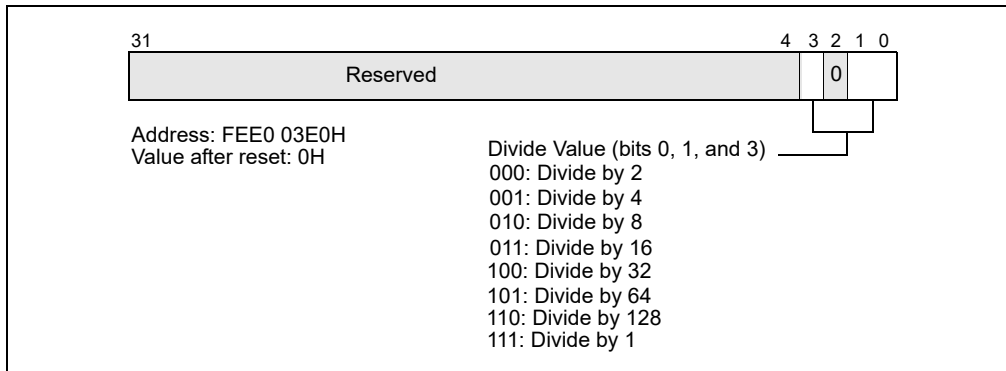 31 4 3 2 1 0
Reserved 0
Address: FEE0 03E0H
Value after reset: 0H
Divide Value (bits 0, 1, and 3)
000: Divide by 2
001: Divide by 4
010: Divide by 8
011: Divide by 16
100: Divide by 32
101: Divide by 64
110: Divide by 128
111: Divide by 1